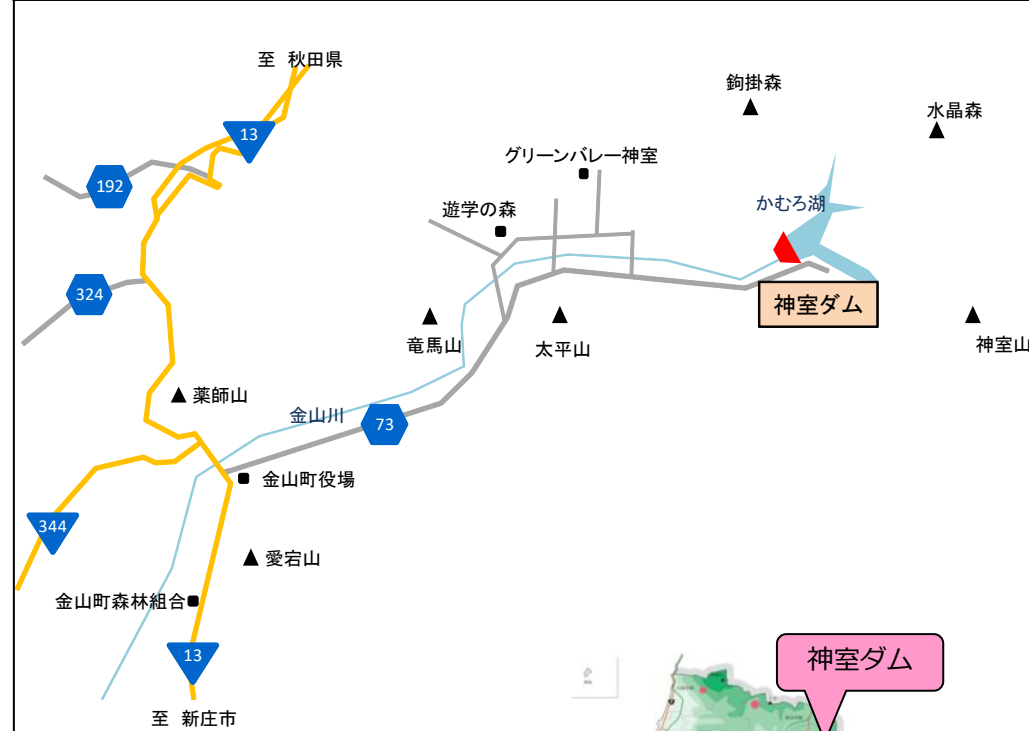 至 秋田県
鉤掛森
水晶森
13
グリーンバレー神室
192
遊学の森
かむろ湖
324
神室ダム
竜馬山
太平山
神室山
薬師山
金山川
73
金山町役場
344
愛宕山
金山町森林組合
13
神室ダム
至 新庄市